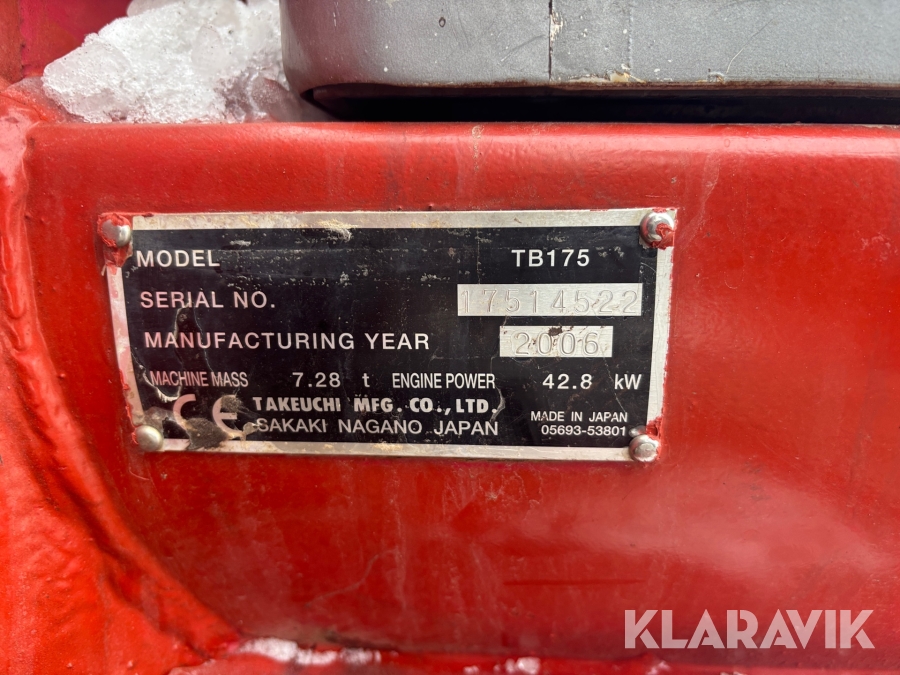 MODEL TB175
SERIAL NO. 17514522
MANUFACTURING YEAR 2006
MACHINE MASS 7.28 t ENGINE POWER 42.8 kW
CE TAKEUCHI MFG. CO., LTD.
SAKAKI NAGANO JAPAN
MADE IN JAPAN
05693-53801
KLARAVIK